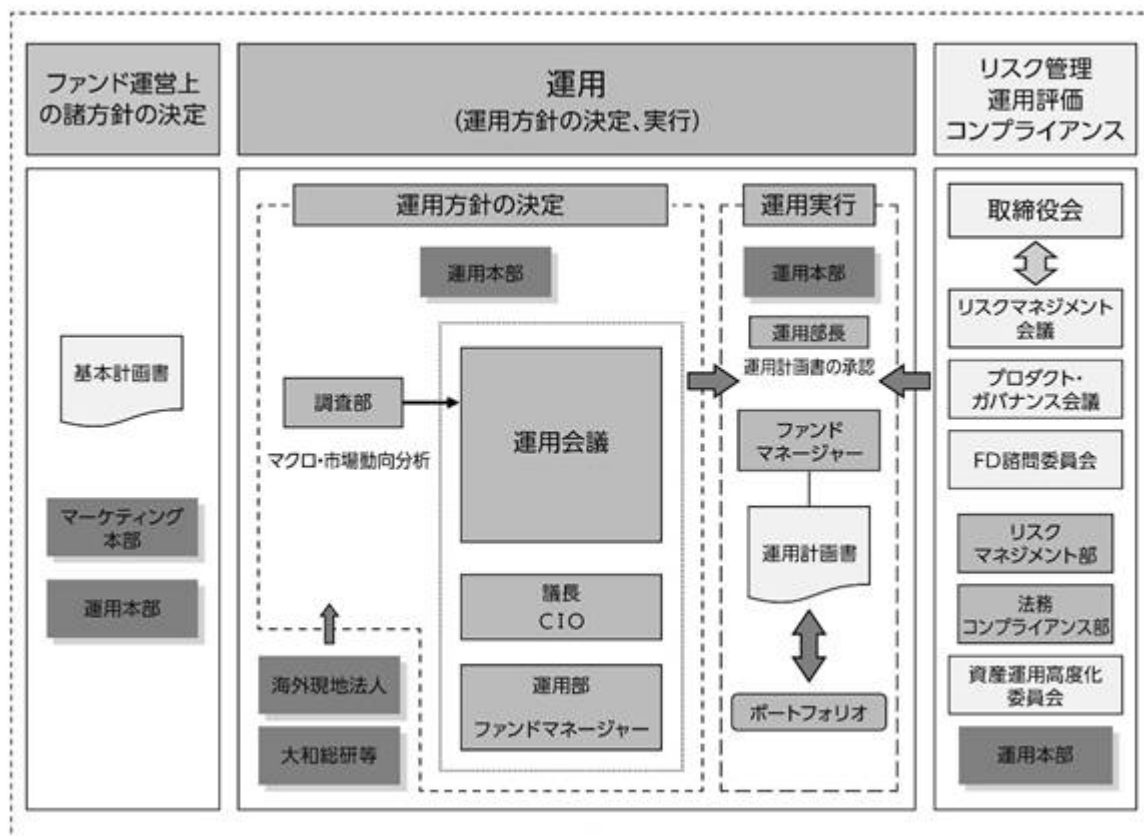 ファンド運営上
の諸方針の決定
基本計画書
マーケティング
本部
運用本部
運用
(運用方針の決定、実行)
運用方針の決定
運用本部
調査部
マクロ・市場動向分析
運用会議
議長
CIO
運用部
ファンドマネージャー
海外現地法人
大和総研等
運用実行
運用本部
運用部長
運用計画書の承認
ファンド
マネージャー
運用計画書
ポートフォリオ
リスク管理
運用評価
コンプライアンス
取締役会
リスクマネジメント
会議
プロダクト・
ガバナンス会議
FD諮問委員会
リスク
マネジメント部
法務
コンプライアンス部
資産運用高度化
委員会
運用本部